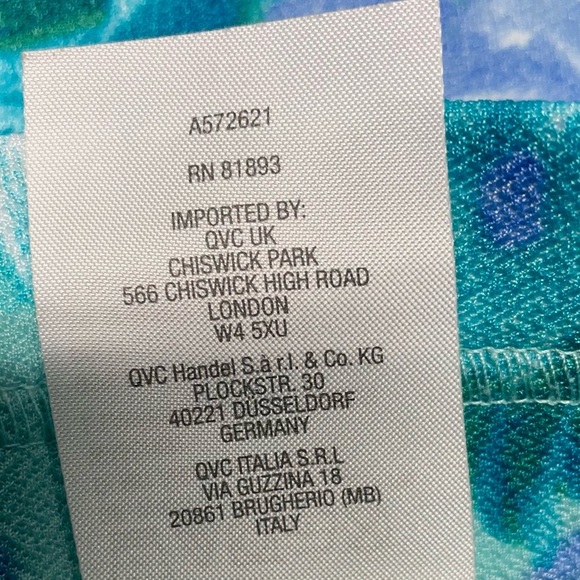 A572621
RN 81893
IMPORTED BY:
QVC UK
CHISWICK PARK
566 CHISWICK HIGH ROAD
LONDON
W4 5XU
QVC Handel S.à r.l. & Co. KG
PLOCKSTR. 30
40221 DÜSSELDORF
GERMANY
QVC ITALIA S.R.L
VIA GUZZINA 18
20861 BRUGHERIO (MB)
ITALY